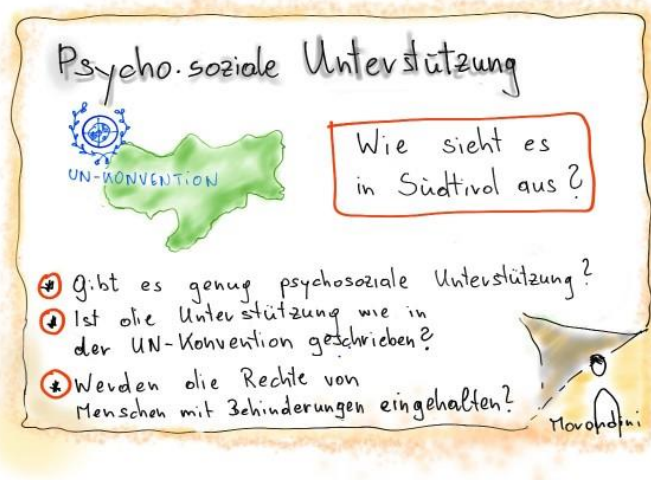 Psycho.soziale Unterstützung
UN-KONVENTION
Wie sieht es
in Südtirol aus?
Gibt es genug psychosoziale Unterstützung?
Ist die Unterstützung wie in
der UN-Konvention geschrieben?
Werden die Rechte von
Menschen mit Behinderungen eingehalten?